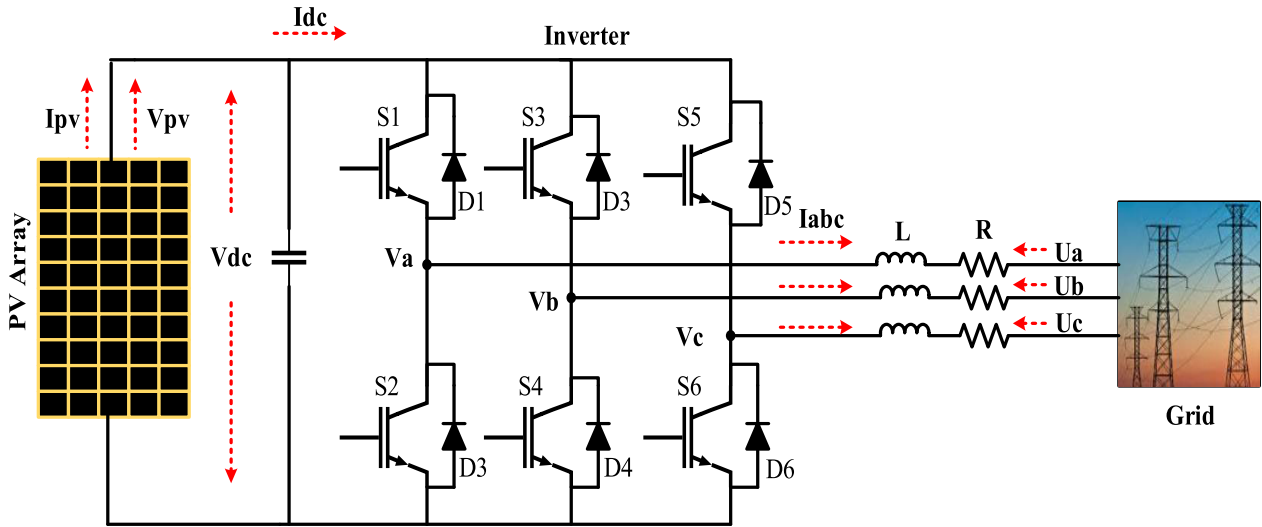 Idc
Inverter
Ipv
Vpv
S1
S3
S5
D1
D3
D5
PV Array
Vdc
Iabc
L
R
Va
Ua
Vb
Ub
Vc
Uc
S2
S4
S6
D3
D4
D6
Grid